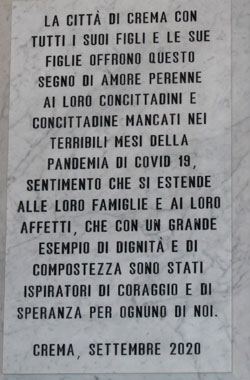 LA CITTÀ DI CREMA CON
TUTTI I SUOI FIGLI E LE SUE
FIGLIE OFFRONO QUESTO
SEGNO DI AMORE PERENNE
AI LORO CONCITTADINI E
CONCITTADINE MANCATI NEI
TERRIBILI MESI DELLA
PANDEMIA DI COVID 19,
SENTIMENTO CHE SI ESTENDE
ALLE LORO FAMIGLIE E AI LORO
AFFETTI, CHE CON UN GRANDE
ESEMPIO DI DIGNITÀ E DI
COMPOSTEZZA SONO STATI
ISPIRATORI DI CORAGGIO E DI
SPERANZA PER OGNUNO DI NOI.
CREMA, SETTEMBRE 2020